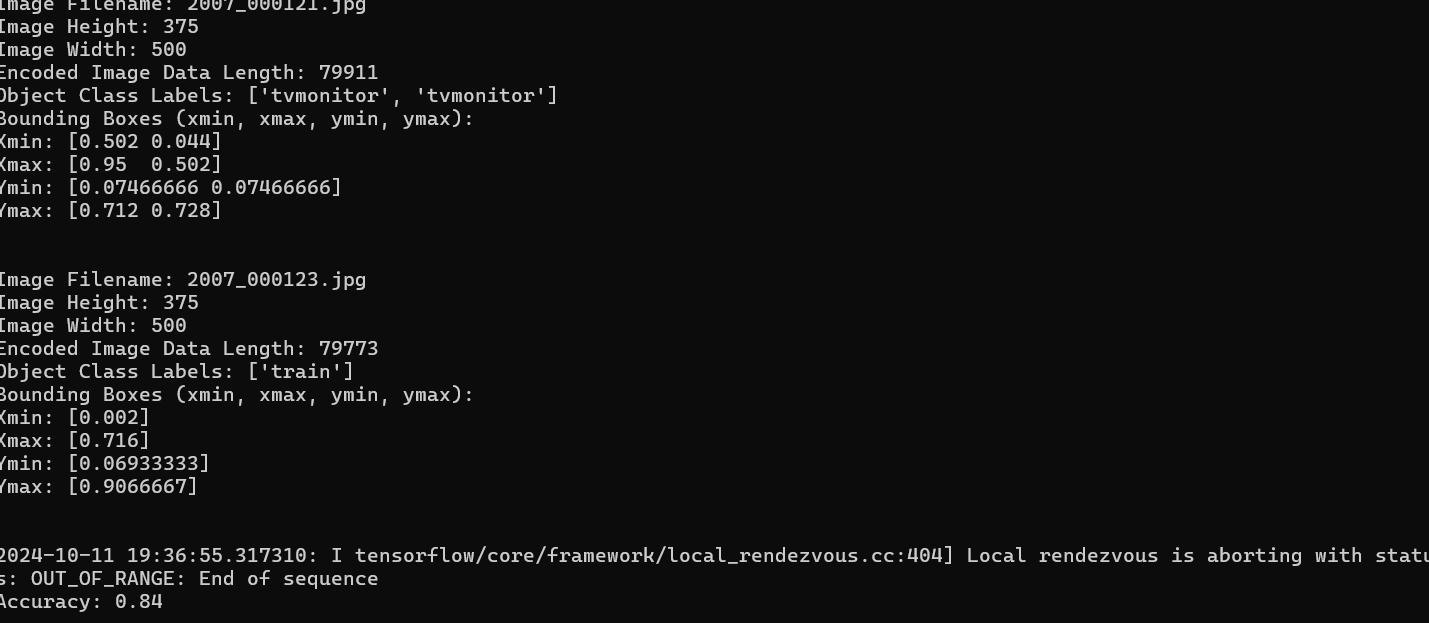 Image Filename: 2007_000121.jpg
Image Height: 375
Image Width: 500
Encoded Image Data Length: 79911
Object Class Labels: ['tvmonitor', 'tvmonitor']
Bounding Boxes (xmin, xmax, ymin, ymax):
Xmin: [0.502 0.044]
Xmax: [0.95  0.502]
Ymin: [0.07466666 0.07466666]
Ymax: [0.712 0.728]
Image Filename: 2007_000123.jpg
Image Height: 375
Image Width: 500
Encoded Image Data Length: 79773
Object Class Labels: ['train']
Bounding Boxes (xmin, xmax, ymin, ymax):
Xmin: [0.002]
Xmax: [0.716]
Ymin: [0.06933333]
Ymax: [0.9066667]
2024-10-11 19:36:55.317310: I tensorflow/core/framework/local_rendezvous.cc:404] Local rendezvous is aborting with statu
s: OUT_OF_RANGE: End of sequence
Accuracy: 0.84